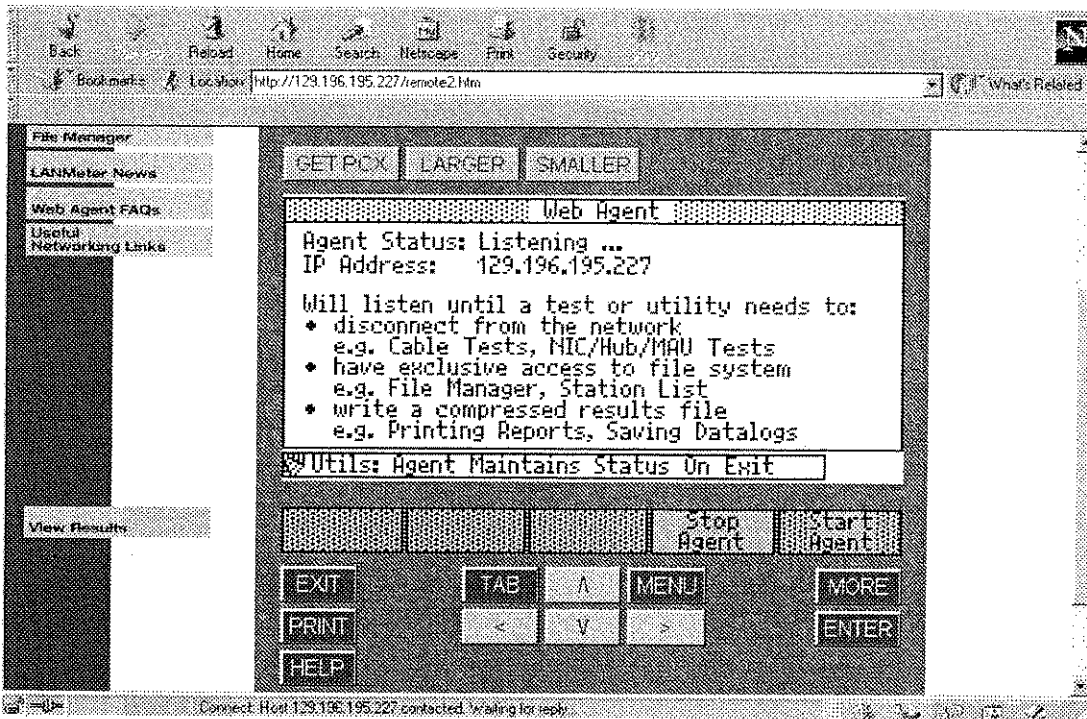 Back Reload Home Search Netscape Print Security
Bookmarks Location http://129.196.195.227/remote2.htm What's Related
File Manager
LANMeter News
Web Agent FAQs
Useful
Networking Links
View Results
GET PCX LARGER SMALLER
Web Agent
Agent Status: Listening ...
IP Address: 129.196.195.227
Will listen until a test or utility needs to:
• disconnect from the network
e.g. Cable Tests, NIC/Hub/MAU Tests
• have exclusive access to file system
e.g. File Manager, Station List
• write a compressed results file
e.g. Printing Reports, Saving Datalogs
Utils: Agent Maintains Status On Exit
Stop Agent Start Agent
EXIT TAB ∧ MENU MORE
PRINT < V > ENTER
HELP
Connect: Host 129.196.195.227 contacted. Waiting for reply...